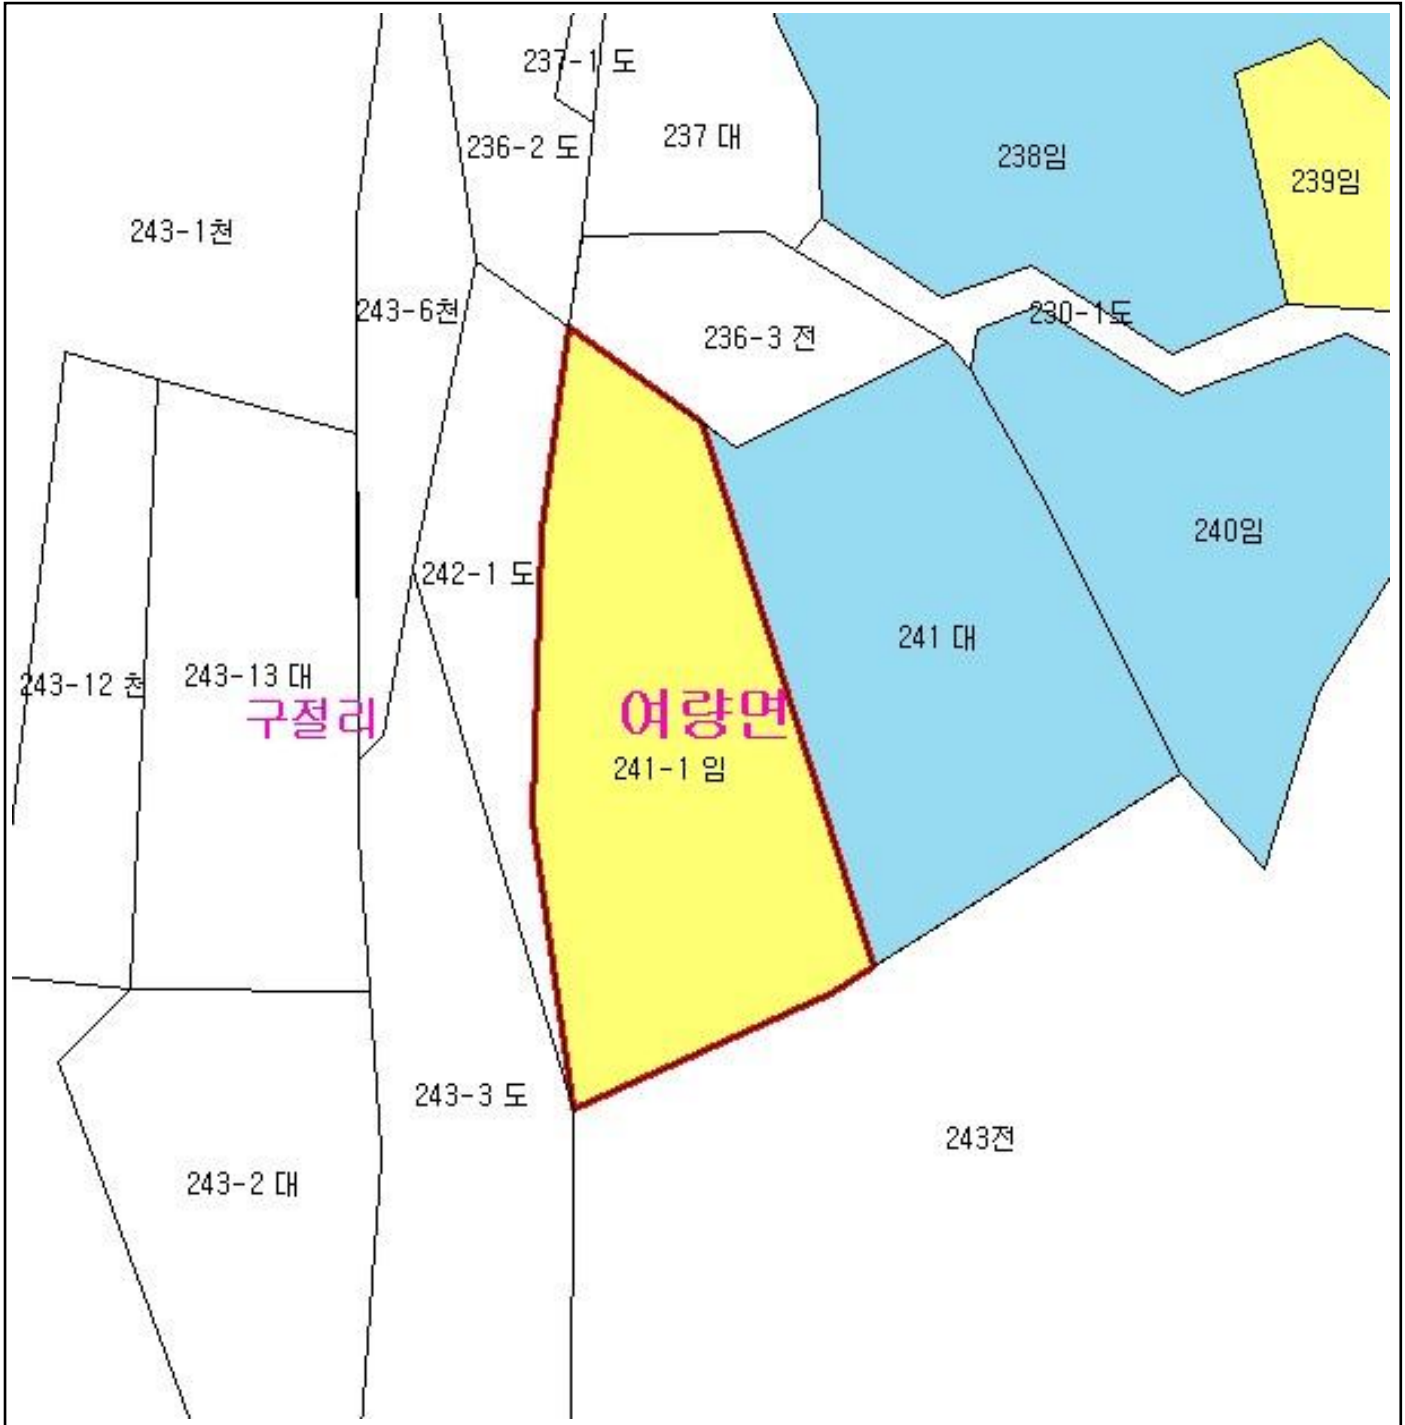 237-1 도
236-2 도
237 대
238임
239임
243-1천
243-6천
236-3 전
230-1도
240임
242-1 도
241 대
243-12 천
243-13 대
구절리
여량면
241-1 임
243-3 도
243전
243-2 대